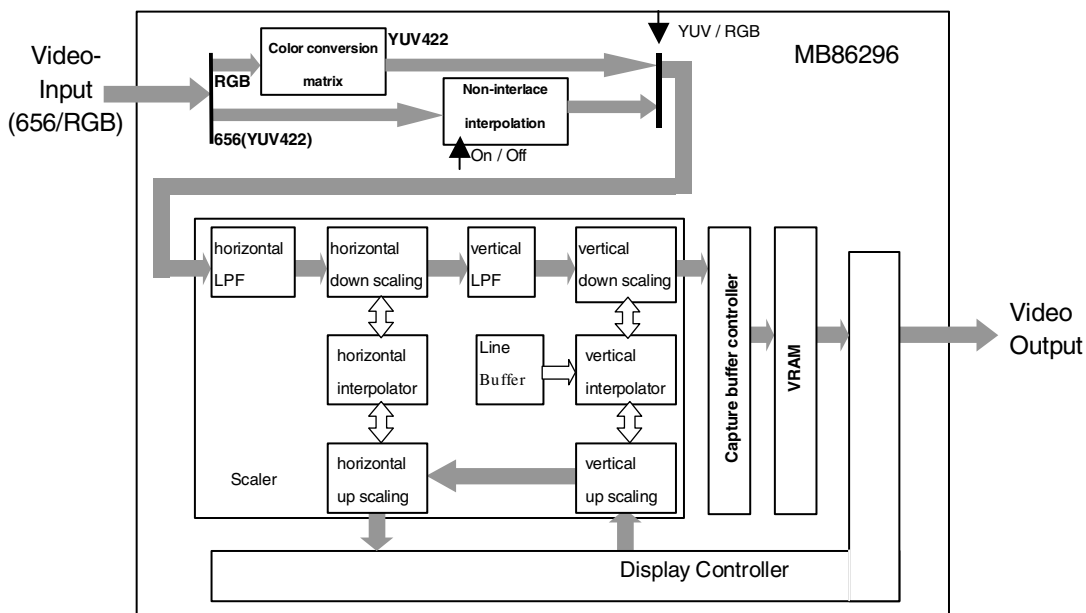 Video-
Input
(656/RGB)
RGB
Color conversion
matrix
YUV422
YUV / RGB
MB86296
656(YUV422)
Non-interlace
interpolation
On / Off
horizontal
LPF
horizontal
down scaling
vertical
LPF
vertical
down scaling
horizontal
interpolator
Line
Buffer
vertical
interpolator
Scaler
horizontal
up scaling
vertical
up scaling
Capture buffer controller
VRAM
Video
Output
Display Controller